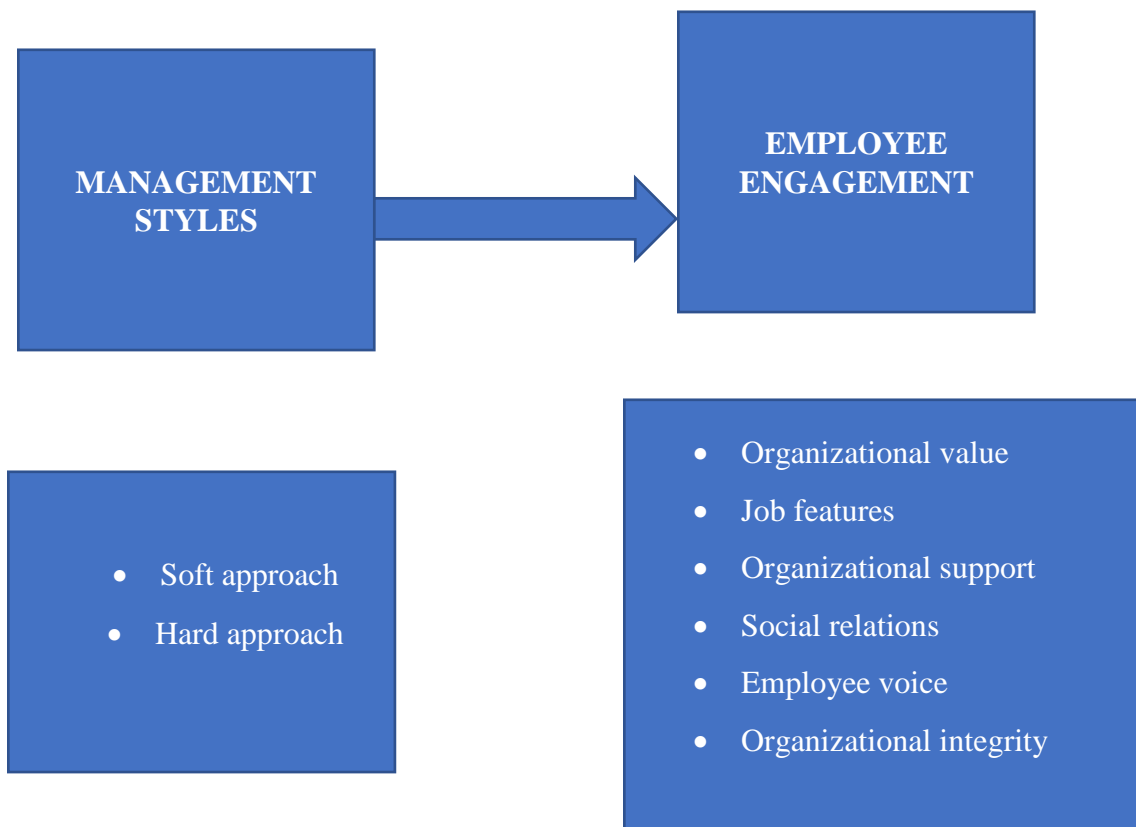 MANAGEMENT
STYLES
EMPLOYEE
ENGAGEMENT
• Soft approach
• Hard approach
• Organizational value
• Job features
• Organizational support
• Social relations
• Employee voice
• Organizational integrity